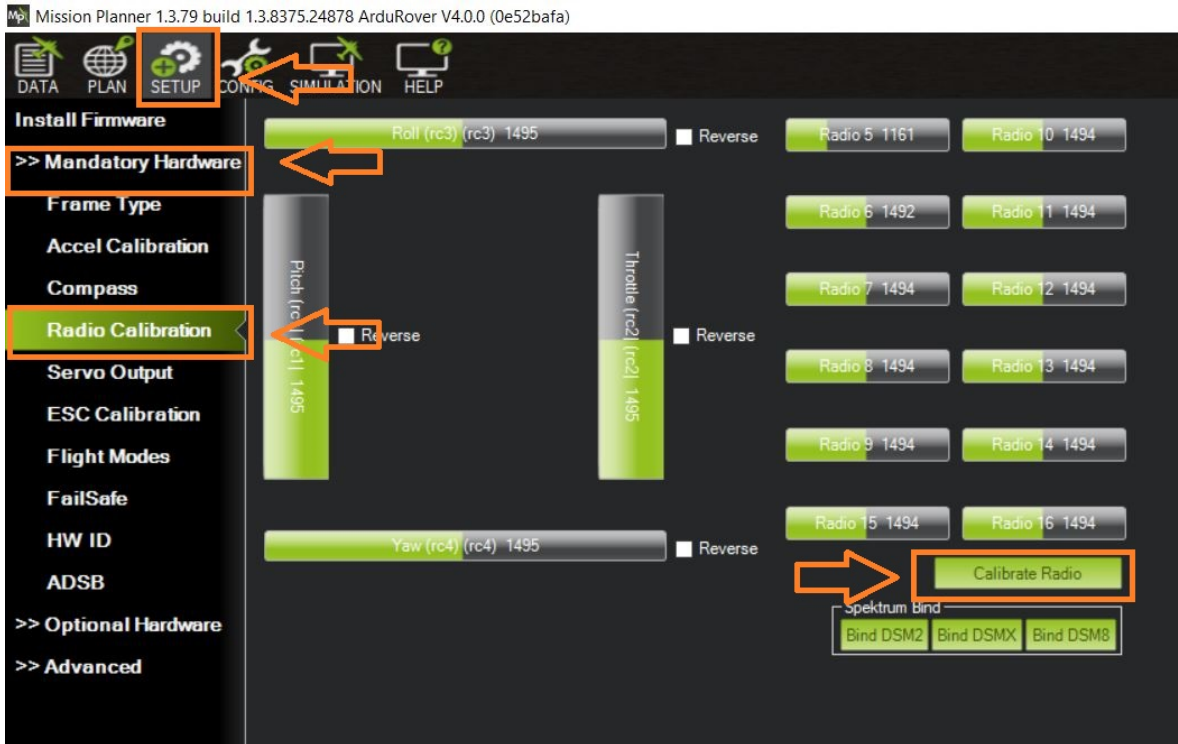 Mission Planner 1.3.79 build 1.3.8375.24878 ArduRover V4.0.0 (0e52bafa)
DATA PLAN SETUP CONFIG SIMULATION HELP
Install Firmware
>> Mandatory Hardware
Frame Type
Accel Calibration
Compass
Radio Calibration
Servo Output
ESC Calibration
Flight Modes
FailSafe
HW ID
ADSB
>> Optional Hardware
>> Advanced
Roll (rc3) (rc3) 1495
Reverse
Pitch (rc1) (rc1) 1495
Reverse
Throttle (rc2) (rc2) 1495
Reverse
Yaw (rc4) (rc4) 1495
Reverse
Radio 5 1161
Radio 10 1494
Radio 6 1492
Radio 11 1494
Radio 7 1494
Radio 12 1494
Radio 8 1494
Radio 13 1494
Radio 9 1494
Radio 14 1494
Radio 15 1494
Radio 16 1494
Calibrate Radio
Spektrum Bind
Bind DSM2 Bind DSMX Bind DSM8